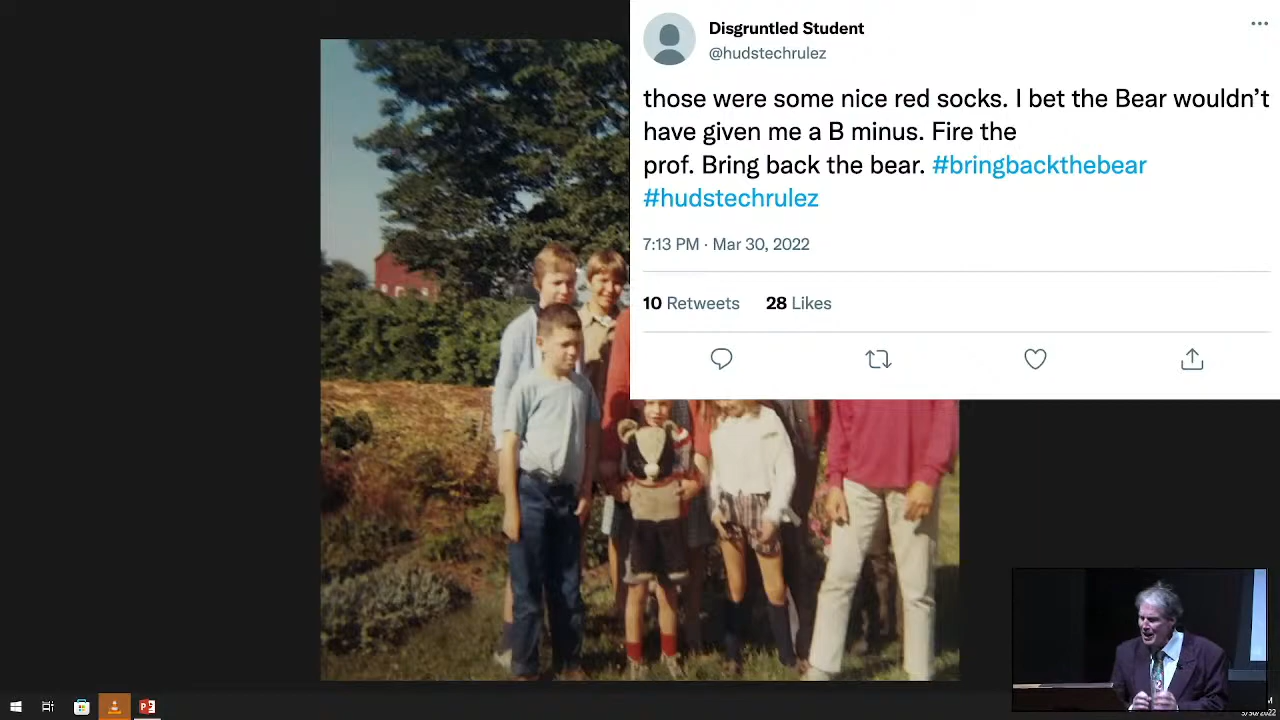 Disgruntled Student
@hudstechrulez
those were some nice red socks. I bet the Bear wouldn’t
have given me a B minus. Fire the
prof. Bring back the bear. #bringbackthebear
#hudstechrulez
7:13 PM · Mar 30, 2022
10 Retweets 28 Likes